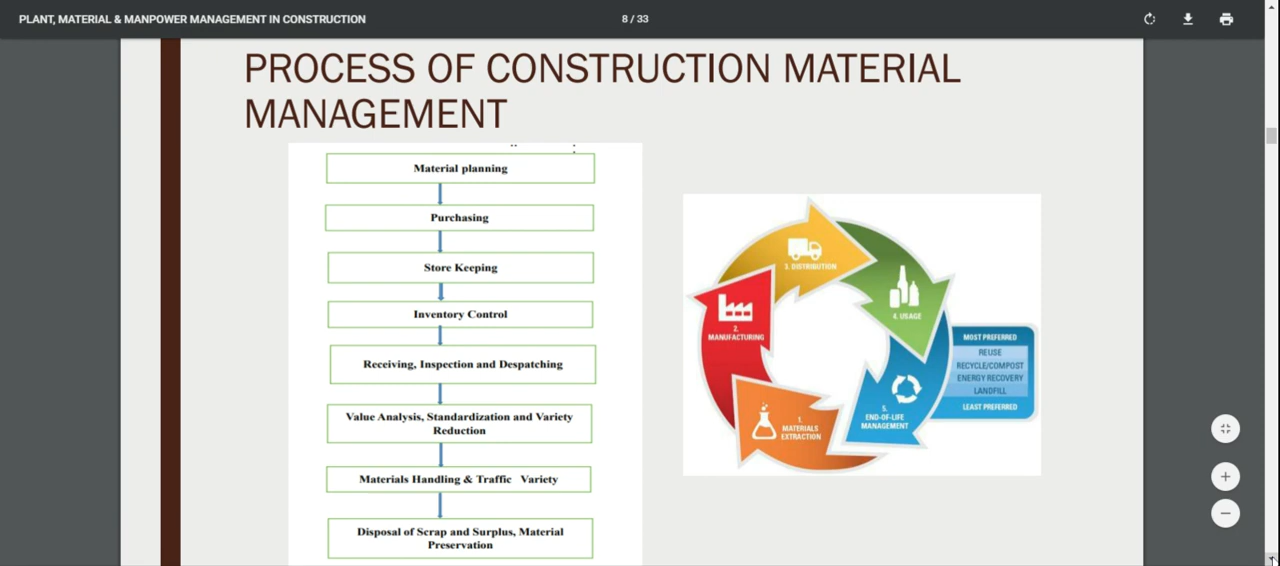 PLANT, MATERIAL & MANPOWER MANAGEMENT IN CONSTRUCTION
8 / 33
PROCESS OF CONSTRUCTION MATERIAL
MANAGEMENT
Material planning
Purchasing
Store Keeping
Inventory Control
Receiving, Inspection and Despatching
Value Analysis, Standardization and Variety
Reduction
Materials Handling & Traffic Variety
Disposal of Scrap and Surplus, Material
Preservation
3. DISTRIBUTION
4. USAGE
2.
MANUFACTURING
1.
MATERIALS
EXTRACTION
5.
END-OF-LIFE
MANAGEMENT
MOST PREFERRED
REUSE
RECYCLE/COMPOST
ENERGY RECOVERY
LANDFILL
LEAST PREFERRED